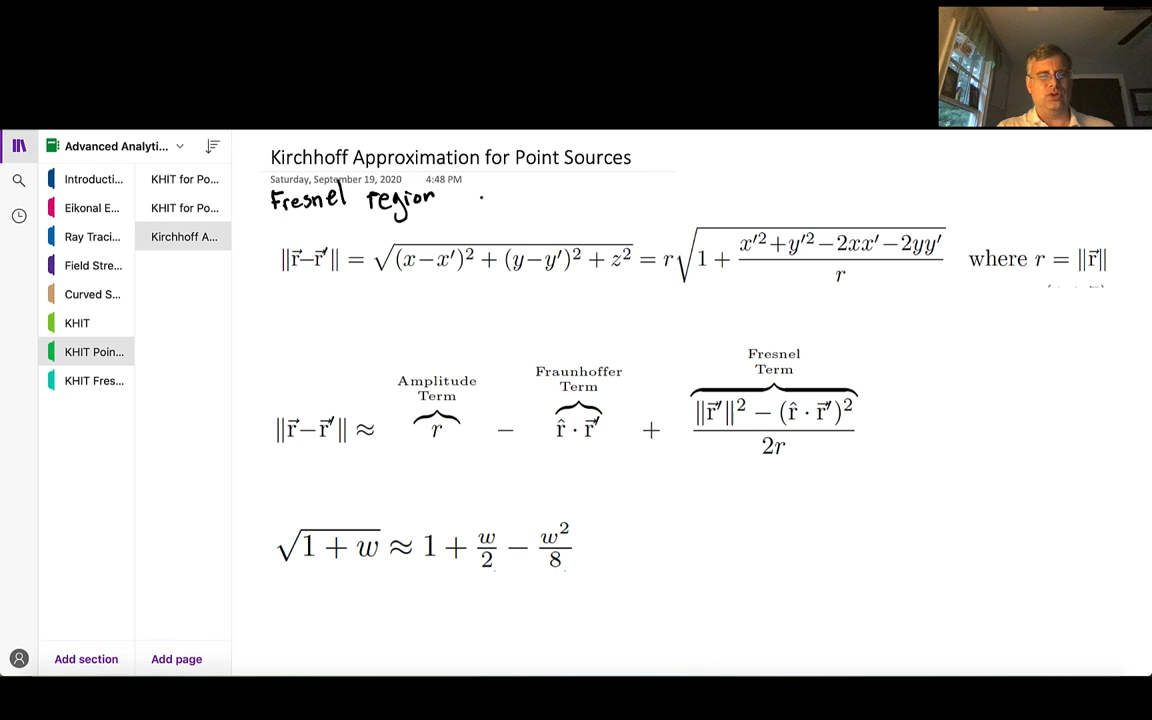 Advanced Analyti...
Introducti...
Eikonal E...
Ray Traci...
Field Stre...
Curved S...
KHIT
KHIT Poin...
KHIT Fres...
Add section
KHIT for Po...
KHIT for Po...
Kirchhoff A...
Add page
Kirchhoff Approximation for Point Sources
Saturday, September 19, 2020 4:48 PM
Fresnel region
‖r⃗−r⃗′‖ = √((x−x′)² + (y−y′)² + z²) = r√(1 + (x′²+y′²−2xx′−2yy′)/r) where r = ‖r⃗‖
Amplitude Term
Fraunhoffer Term
Fresnel Term
‖r⃗−r⃗′‖ ≈ r − r̂ · r⃗′ + (‖r⃗′‖² − (r̂ · r⃗′)²)/2r
√(1 + w) ≈ 1 + w/2 − w²/8